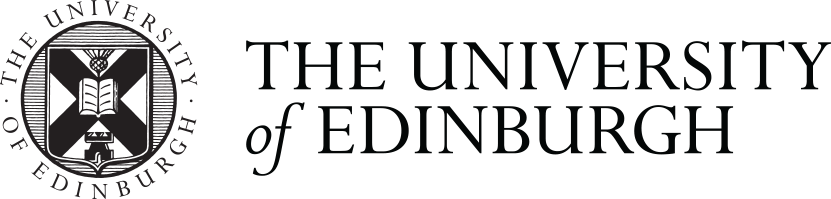 THE UNIVERSITY
· OF EDINBURGH ·
THE UNIVERSITY
of EDINBURGH